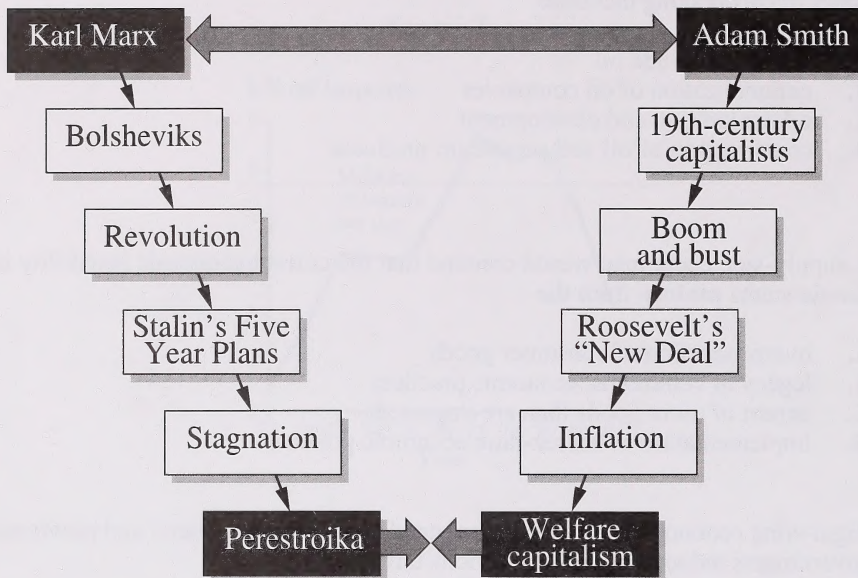 Karl Marx
Adam Smith
Bolsheviks
19th-century
capitalists
Revolution
Boom
and bust
Stalin's Five
Year Plans
Roosevelt's
“New Deal”
Stagnation
Inflation
Perestroika
Welfare
capitalism